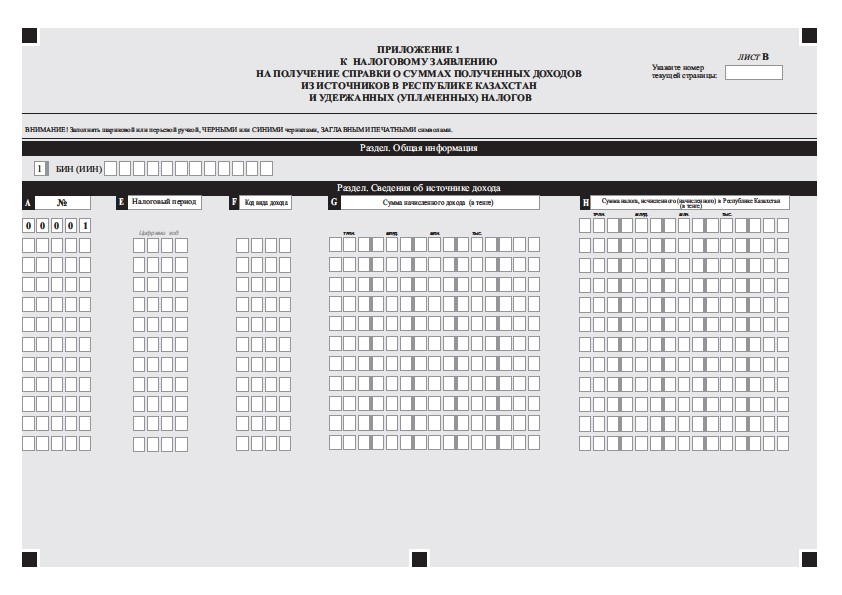 ПРИЛОЖЕНИЕ 1
К НАЛОГОВОМУ ЗАЯВЛЕНИЮ
НА ПОЛУЧЕНИЕ СПРАВКИ О СУММАХ ПОЛУЧЕННЫХ ДОХОДОВ
ИЗ ИСТОЧНИКОВ В РЕСПУБЛИКЕ КАЗАХСТАН
И УДЕРЖАННЫХ (УПЛАЧЕННЫХ) НАЛОГОВ
ЛИСТ B
Укажите номер
текущей страницы:
ВНИМАНИЕ! Заполнять шариковой или перьевой ручкой, ЧЕРНЫМИ или СИНИМИ чернилами, ЗАГЛАВНЫМИ ПЕЧАТНЫМИ символами.
Раздел. Общая информация
1 БИН (ИИН)
Раздел. Сведения об источнике дохода
A №
E Налоговый период
F Код вида дохода
G Сумма начисленного дохода (в тенге)
H Сумма налога, исчисленного (начисленного) в Республике Казахстан
(в тенге)
трлн. млрд. млн. тыс.
0 0 0 0 1
Цифровой код
трлн. млрд. млн. тыс.